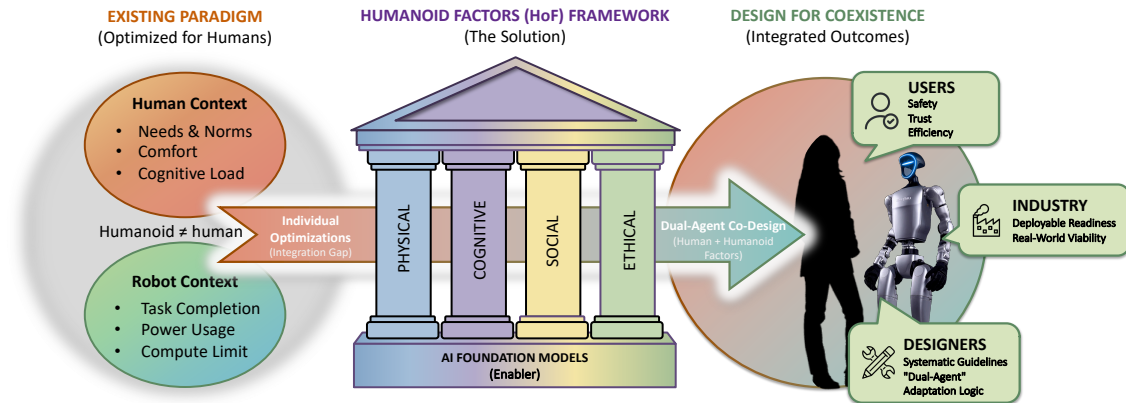 EXISTING PARADIGM
(Optimized for Humans)
Human Context
• Needs & Norms
• Comfort
• Cognitive Load
Humanoid ≠ human
Robot Context
• Task Completion
• Power Usage
• Compute Limit
Individual
Optimizations
(Integration Gap)
HUMANOID FACTORS (HoF) FRAMEWORK
(The Solution)
PHYSICAL
COGNITIVE
SOCIAL
ETHICAL
AI FOUNDATION MODELS
(Enabler)
Dual-Agent Co-Design
(Human + Humanoid
Factors)
DESIGN FOR COEXISTENCE
(Integrated Outcomes)
USERS
Safety
Trust
Efficiency
INDUSTRY
Deployable Readiness
Real-World Viability
DESIGNERS
Systematic Guidelines
"Dual-Agent"
Adaptation Logic